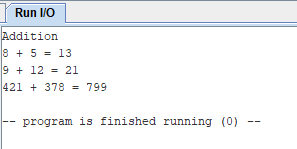 Run I/O
Addition
8 + 5 = 13
9 + 12 = 21
421 + 378 = 799
-- program is finished running (0) --